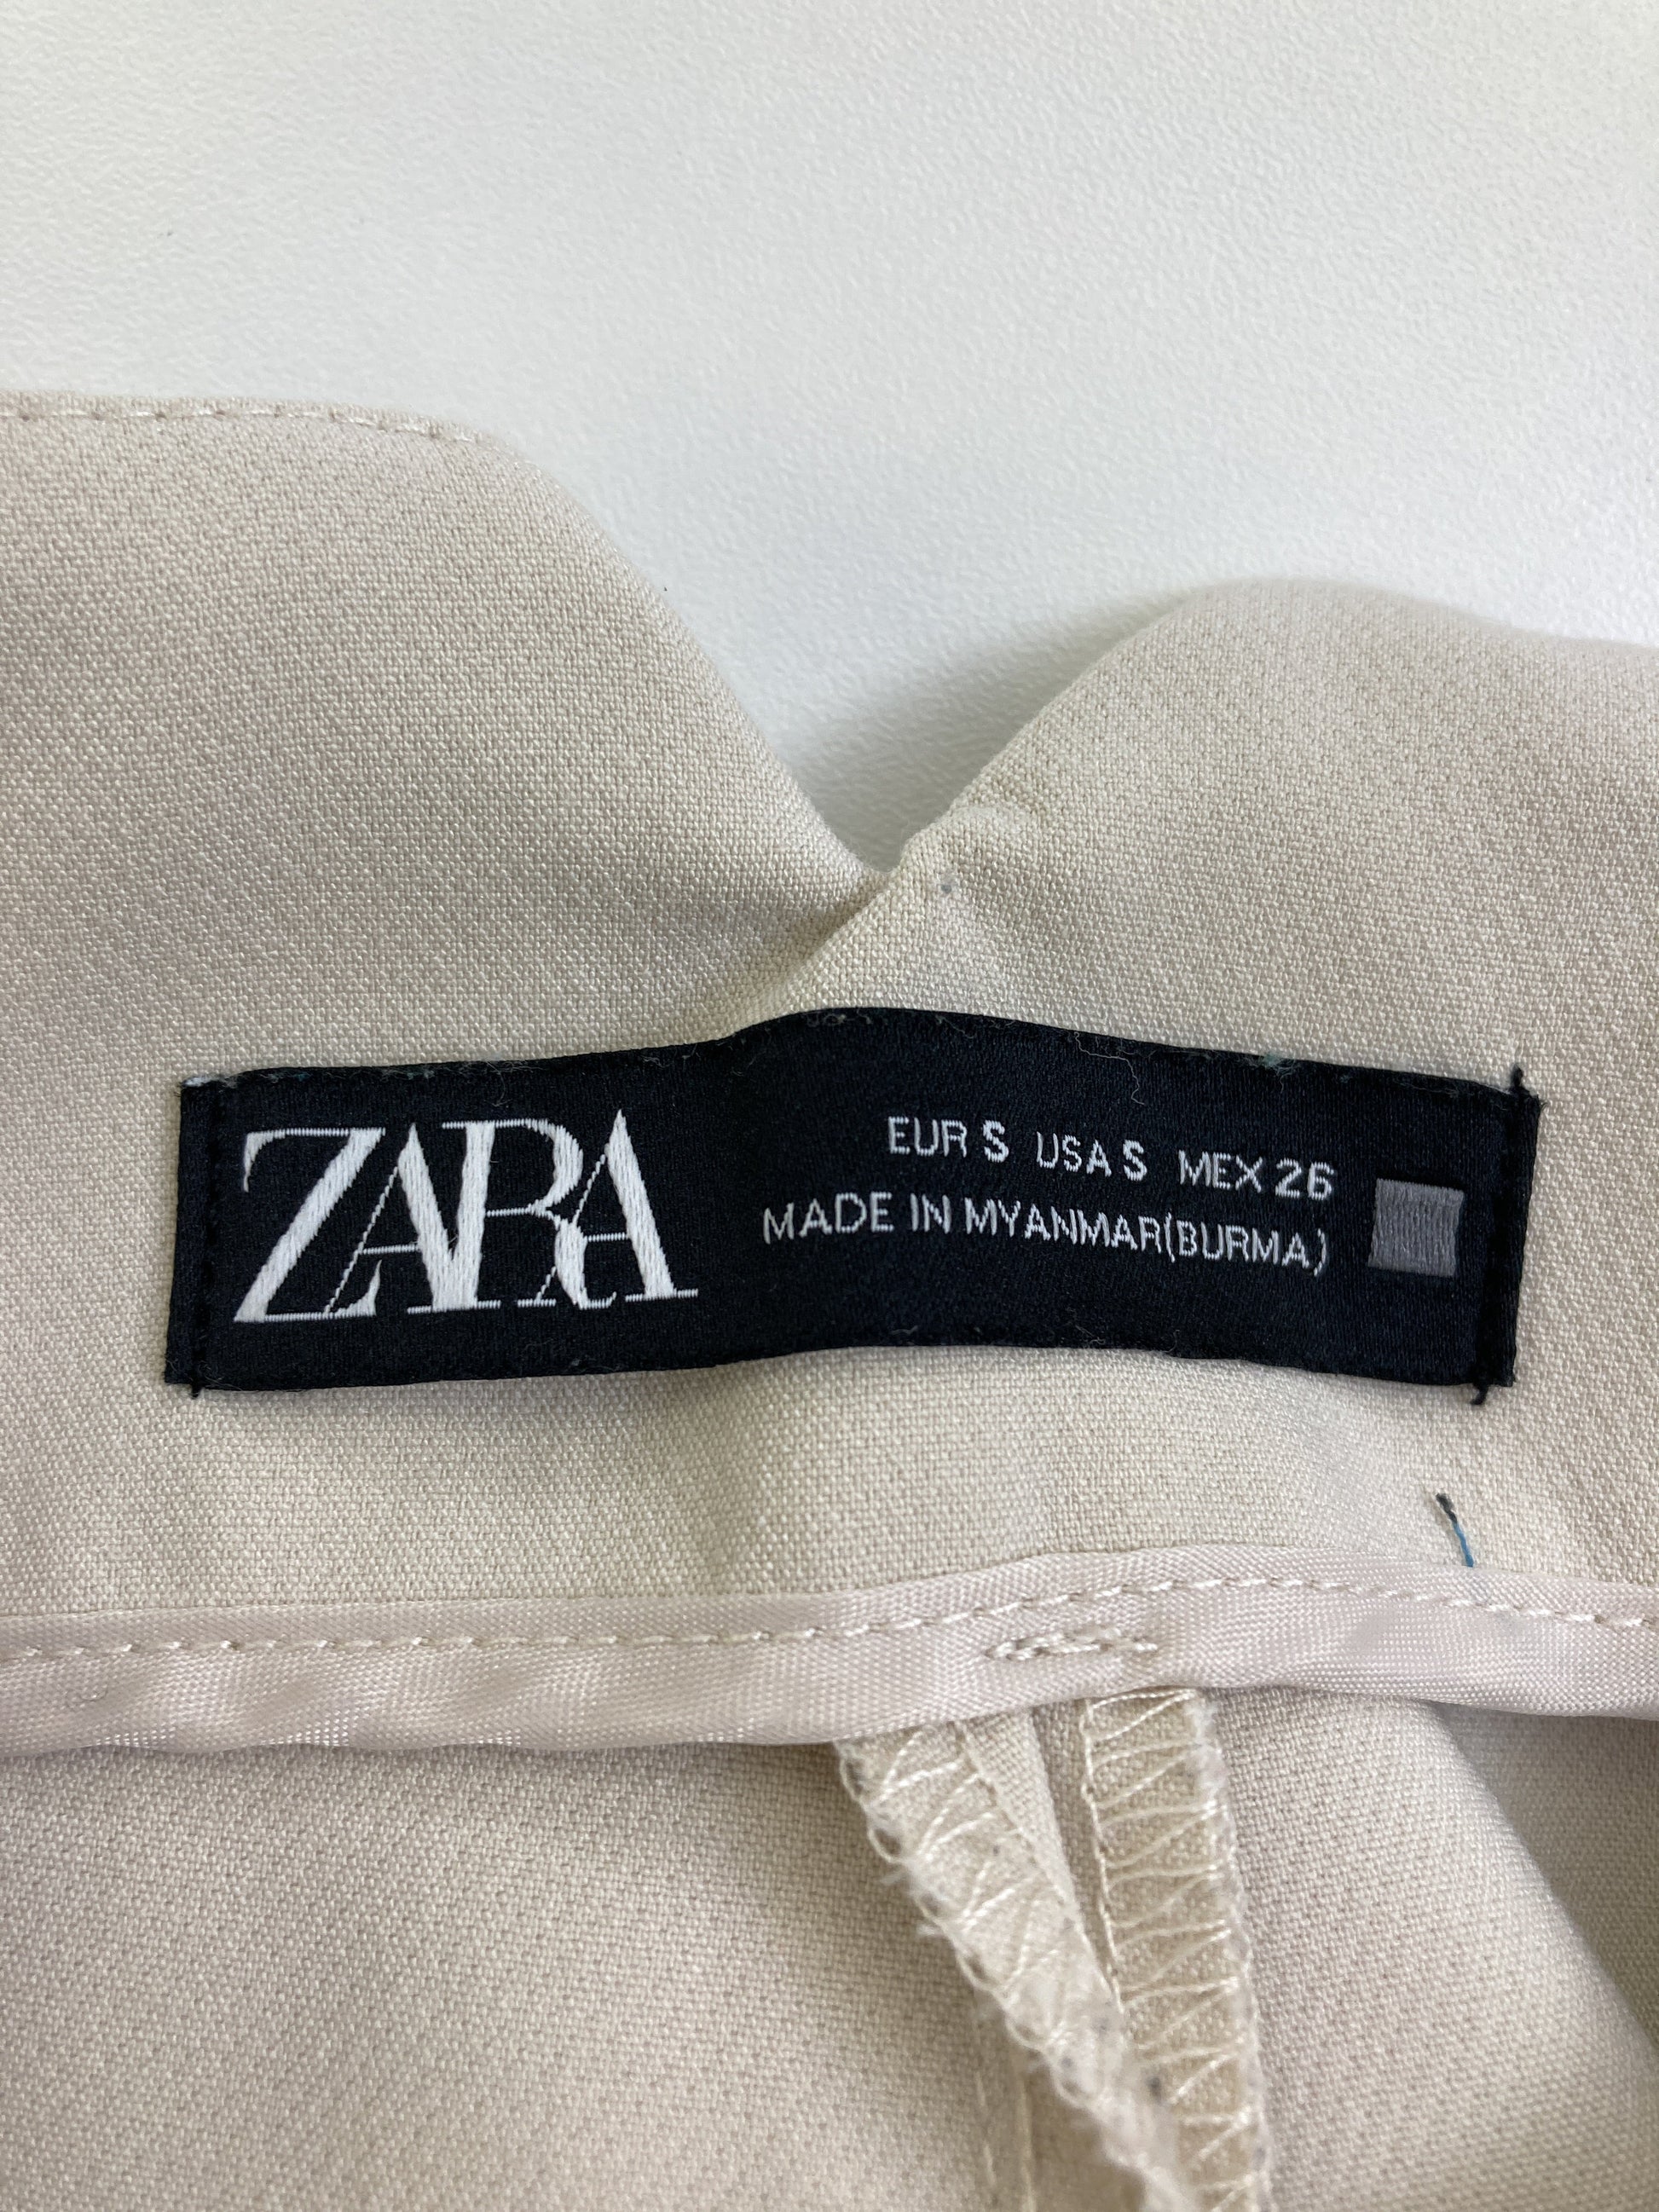 ZARA
EUR S USA S MEX 26
MADE IN MYANMAR(BURMA)